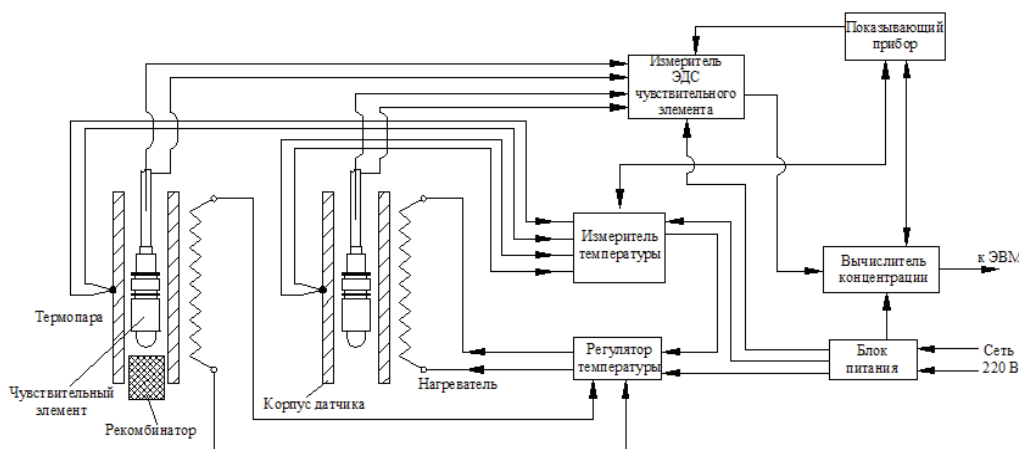 Показывающий
прибор
Измеритель
ЭДС
чувствительного
элемента
Измеритель
температуры
Вычислитель
концентрации
к ЭВМ
Термопара
Регулятор
температуры
Блок
питания
Сеть
220 В
Чувствительный
элемент
Рекомбинатор
Корпус датчика
Нагреватель